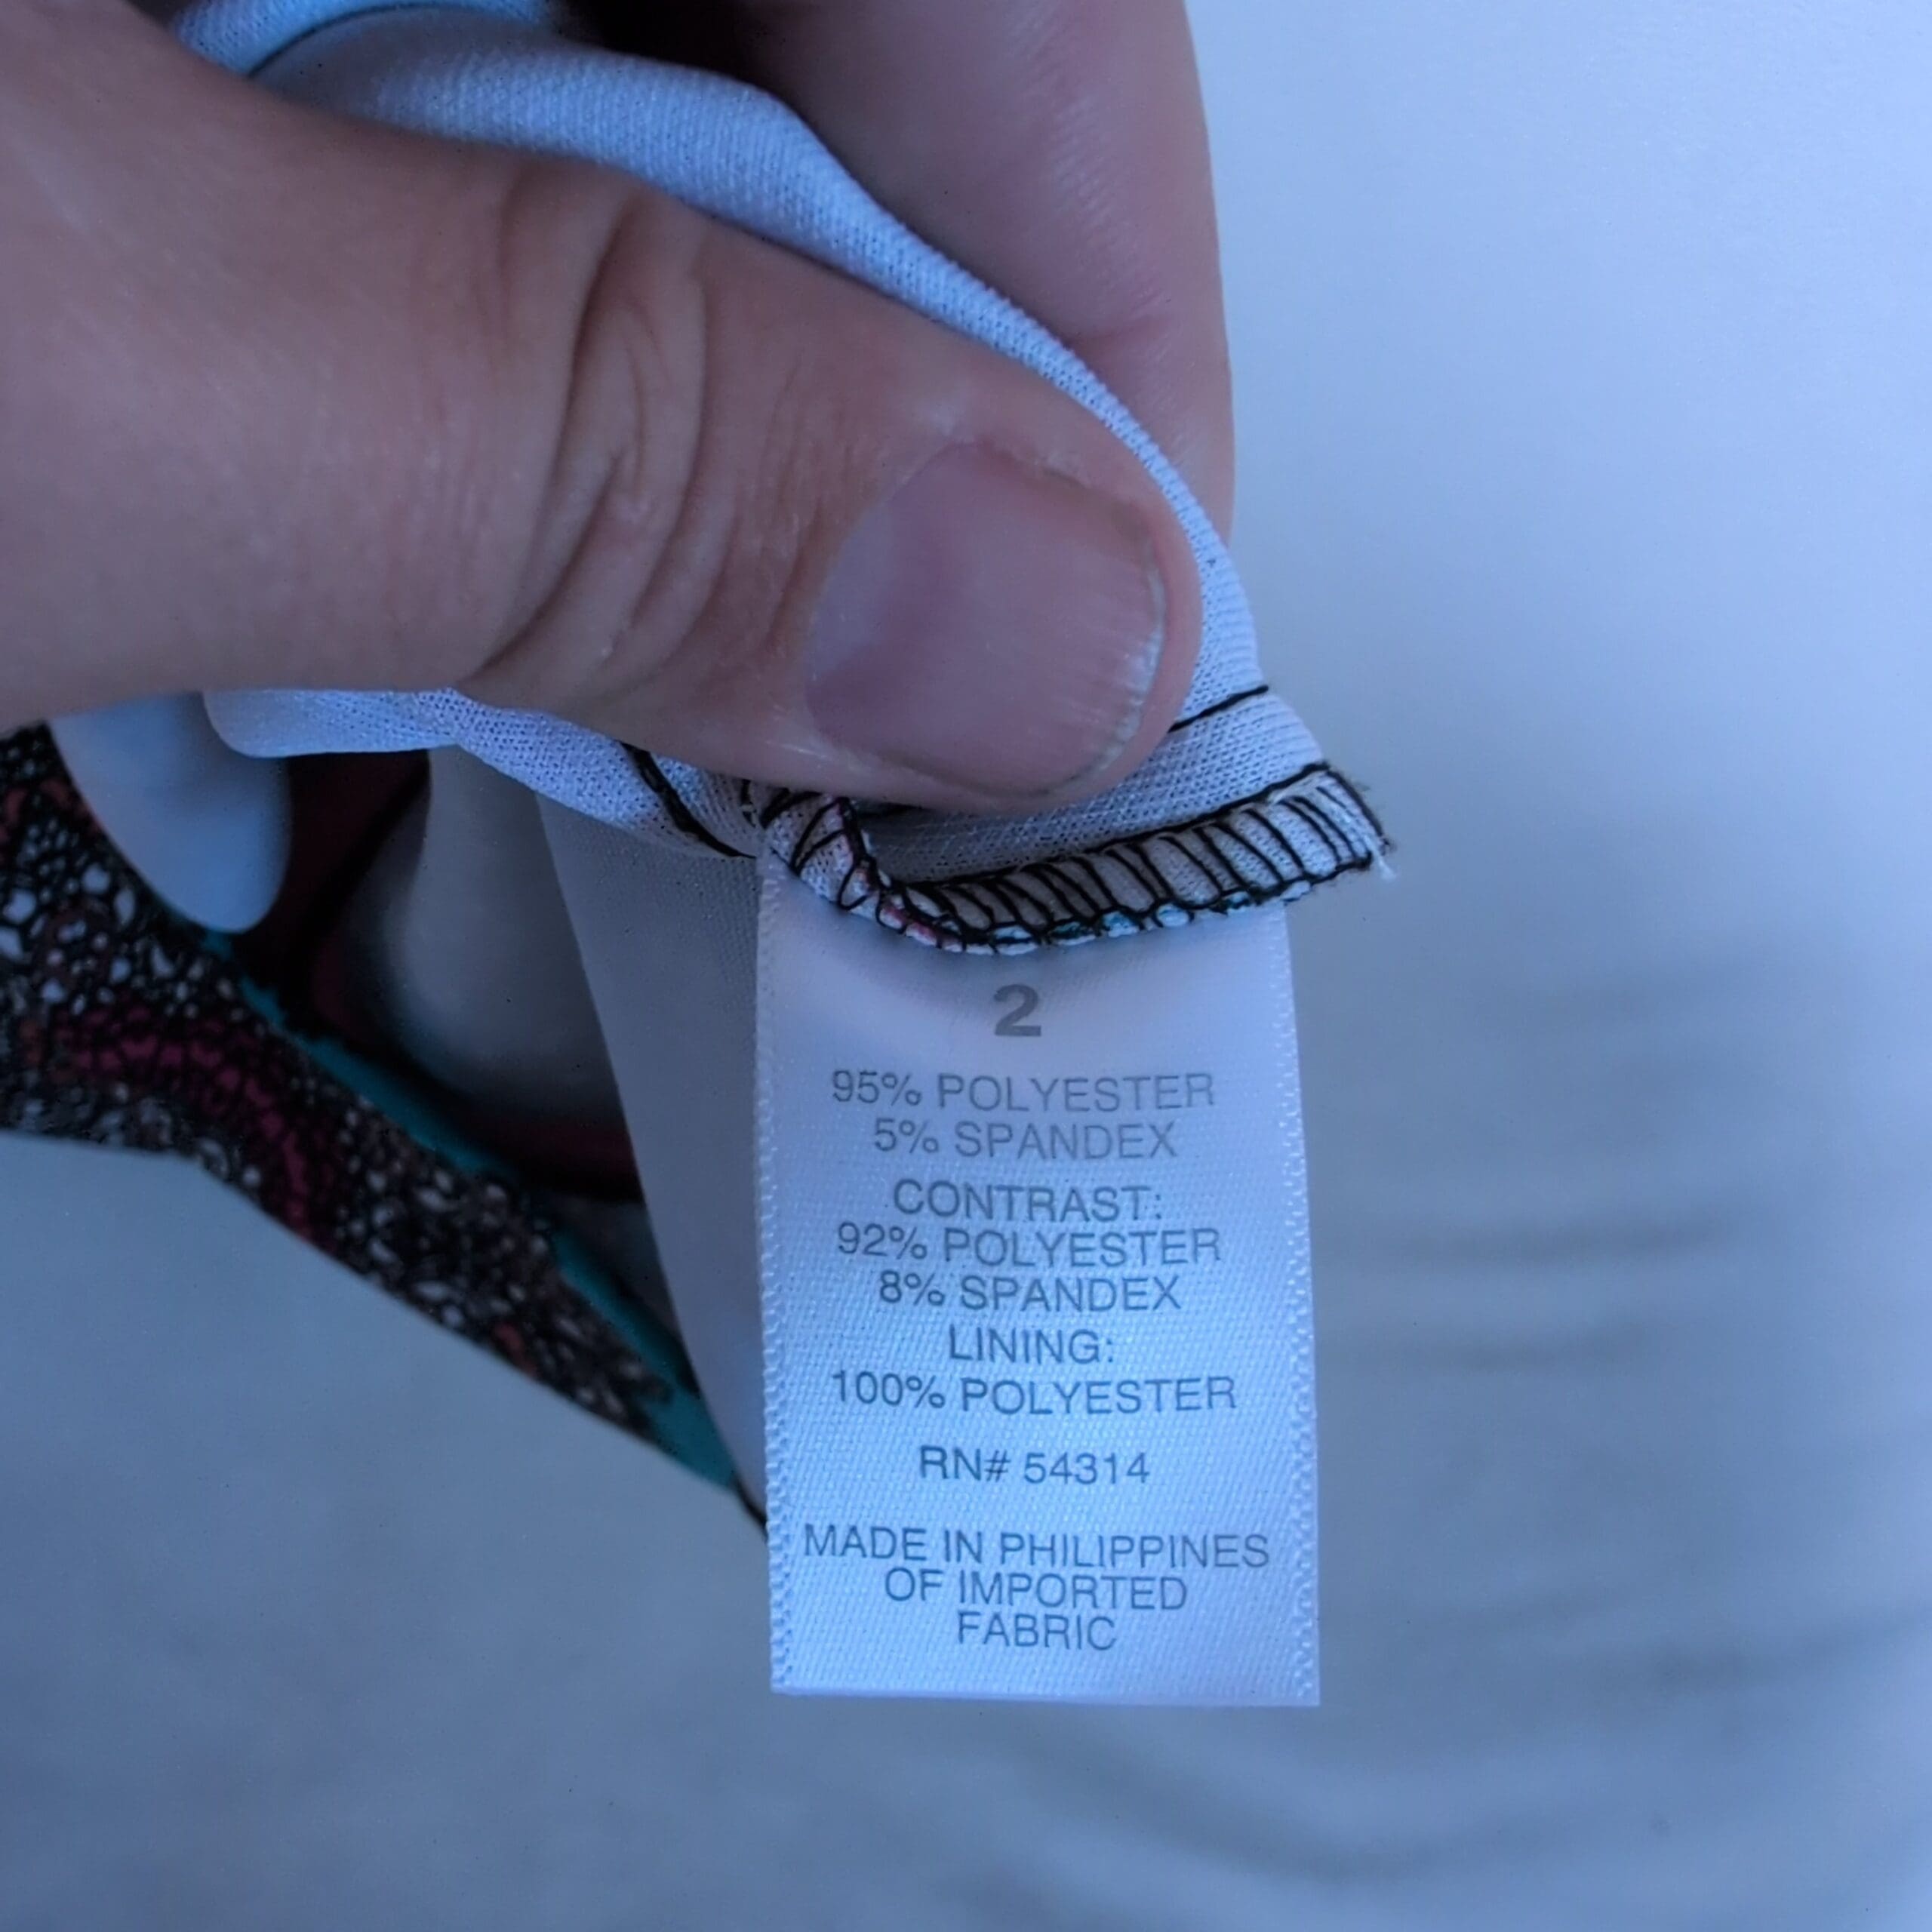 2
95% POLYESTER
5% SPANDEX
CONTRAST:
92% POLYESTER
8% SPANDEX
LINING:
100% POLYESTER
RN# 54314
MADE IN PHILIPPINES
OF IMPORTED
FABRIC